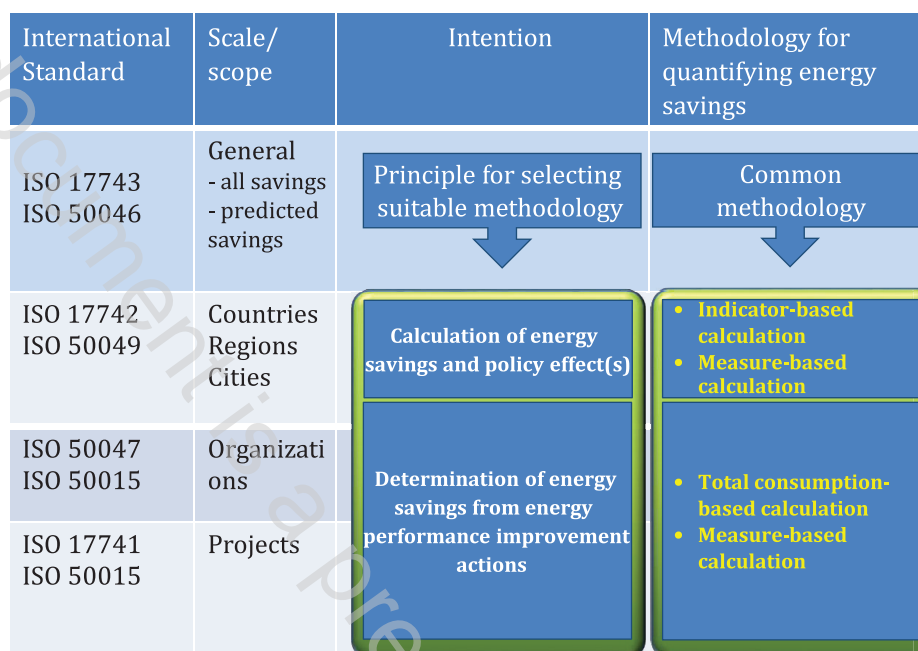 International
Standard
Scale/
scope
Intention
Methodology for
quantifying energy
savings
ISO 17743
ISO 50046
General
- all savings
- predicted
savings
Principle for selecting
suitable methodology
Common
methodology
ISO 17742
ISO 50049
Countries
Regions
Cities
Calculation of energy
savings and policy effect(s)
• Indicator-based
calculation
• Measure-based
calculation
ISO 50047
ISO 50015
Organizati
ons
ISO 17741
ISO 50015
Projects
Determination of energy
savings from energy
performance improvement
actions
• Total consumption-
based calculation
• Measure-based
calculation
ocument is a pre